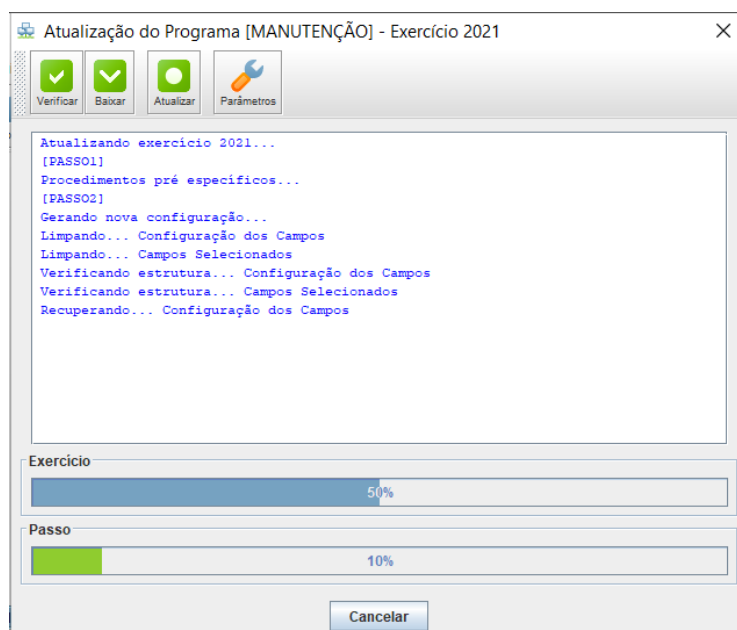 Atualização do Programa [MANUTENÇÃO] - Exercício 2021
Verificar Baixar Atualizar Parâmetros
Atualizando exercício 2021...
[PASSO1]
Procedimentos pré específicos...
[PASSO2]
Gerando nova configuração...
Limpando... Configuração dos Campos
Limpando... Campos Selecionados
Verificando estrutura... Configuração dos Campos
Verificando estrutura... Campos Selecionados
Recuperando... Configuração dos Campos
Exercício
50%
Passo
10%
Cancelar